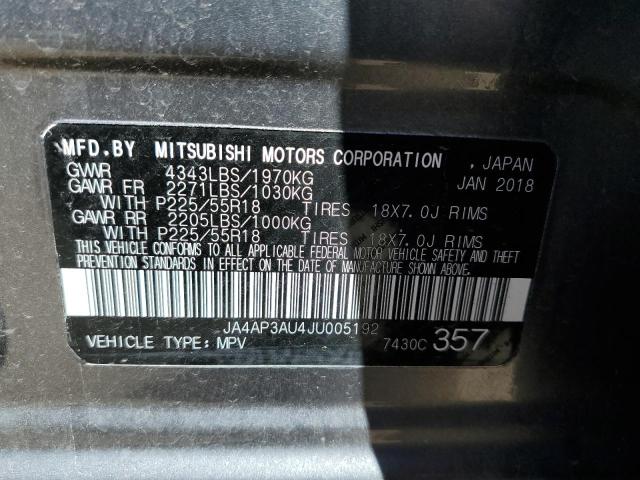 MFD.BY MITSUBISHI MOTORS CORPORATION , JAPAN
GVWR 4343LBS/1970KG JAN 2018
GAWR FR 2271LBS/1030KG
WITH P225/55R18 TIRES 18X7.0J RIMS
GAWR RR 2205LBS/1000KG
WITH P225/55R18 TIRES 18X7.0J RIMS
THIS VEHICLE CONFORMS TO ALL APPLICABLE FEDERAL MOTOR VEHICLE SAFETY AND THEFT
PREVENTION STANDARDS IN EFFECT ON THE DATE OF MANUFACTURE SHOWN ABOVE.
JA4AP3AU4JU005192
VEHICLE TYPE: MPV 7430C 357